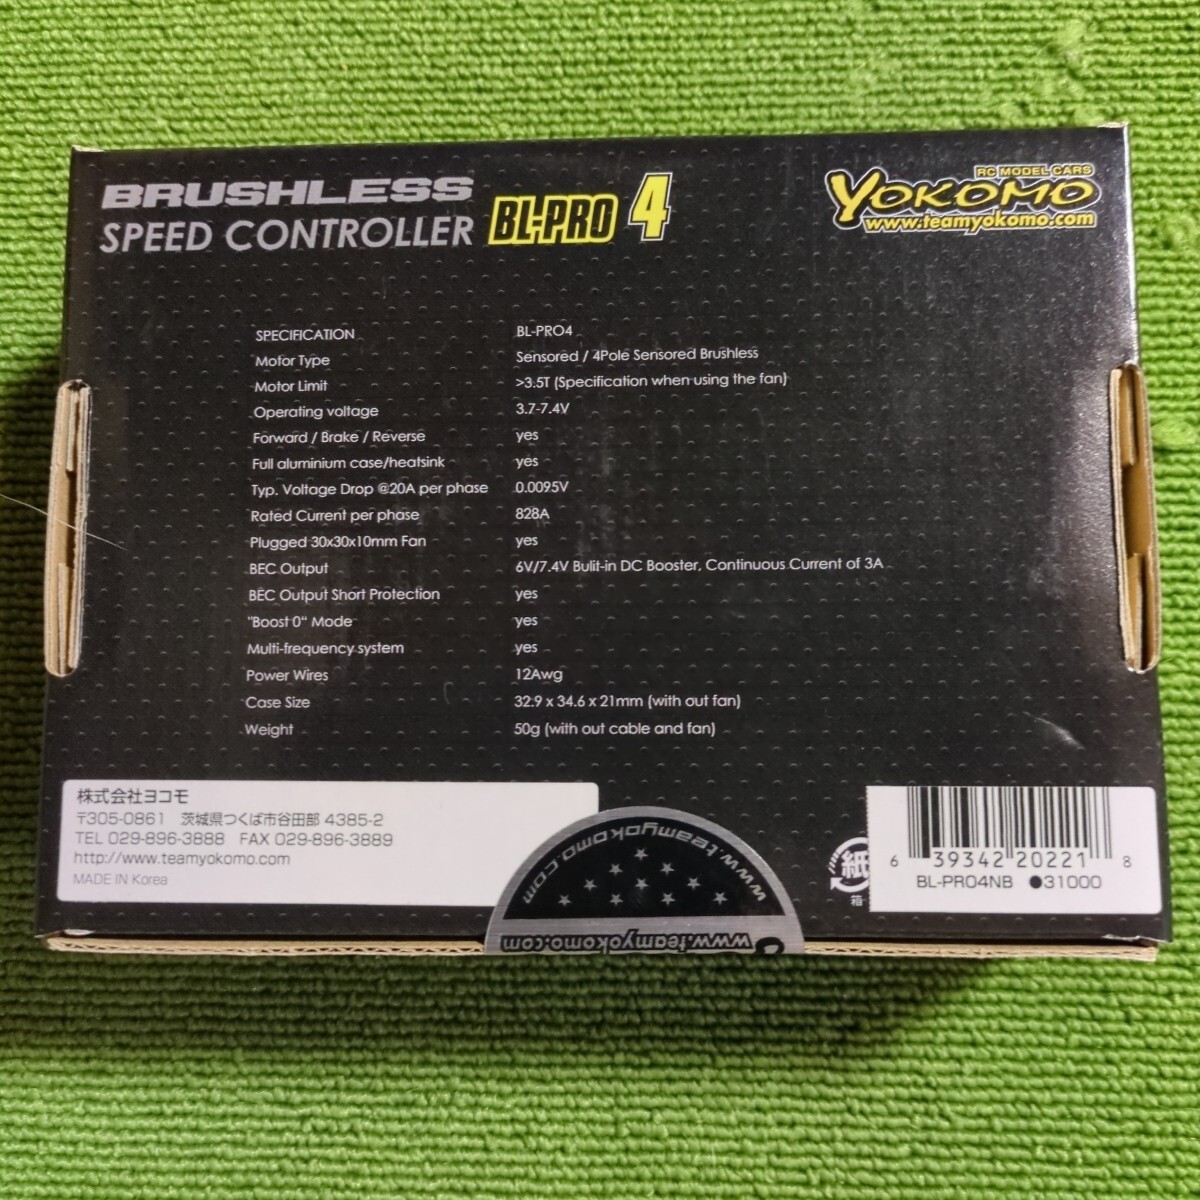 BRUSHLESS
SPEED CONTROLLER BL-PRO 4
RC MODEL CARS
YOKOMO
www.teamyokomo.com
SPECIFICATION BL-PRO4
Motor Type Sensored / 4Pole Sensored Brushless
Motor Limit >3.5T (Specification when using the fan)
Operating voltage 3.7-7.4V
Forward / Brake / Reverse yes
Full aluminium case/heatsink yes
Typ. Voltage Drop @20A per phase 0.0095V
Rated Current per phase 828A
Plugged 30x30x10mm Fan yes
BEC Output 6V/7.4V Bulit-in DC Booster, Continuous Current of 3A
BEC Output Short Protection yes
"Boost 0" Mode yes
Multi-frequency system yes
Power Wires 12Awg
Case Size 32.9 x 34.6 x 21mm (with out fan)
Weight 50g (with out cable and fan)
株式会社ヨコモ
〒305-0861 茨城県つくば市谷田部 4385-2
TEL 029-896-3888 FAX 029-896-3889
http://www.teamyokomo.com
MADE IN Korea
www.teamyokomo.com
www.teamyokomo.com
紙
箱
6 39342 20221 8
BL-PRO4NB ●31000